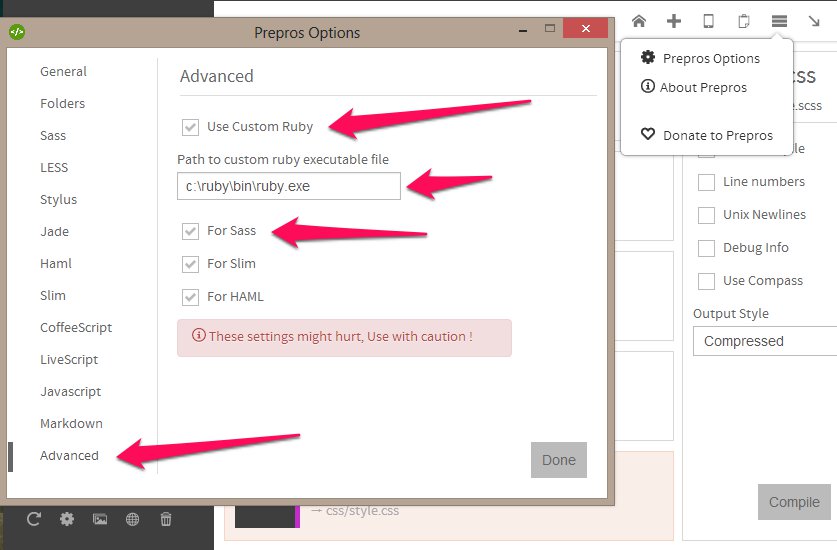 Prepros Options
General
Folders
Sass
LESS
Stylus
Jade
Haml
Slim
CoffeeScript
LiveScript
Javascript
Markdown
Advanced
Advanced
Use Custom Ruby
Path to custom ruby executable file
c:\ruby\bin\ruby.exe
For Sass
For Slim
For HAML
These settings might hurt, Use with caution !
Done
Prepros Options
About Prepros
Donate to Prepros
Line numbers
Unix Newlines
Debug Info
Use Compass
Output Style
Compressed
Compile
→ css/style.css